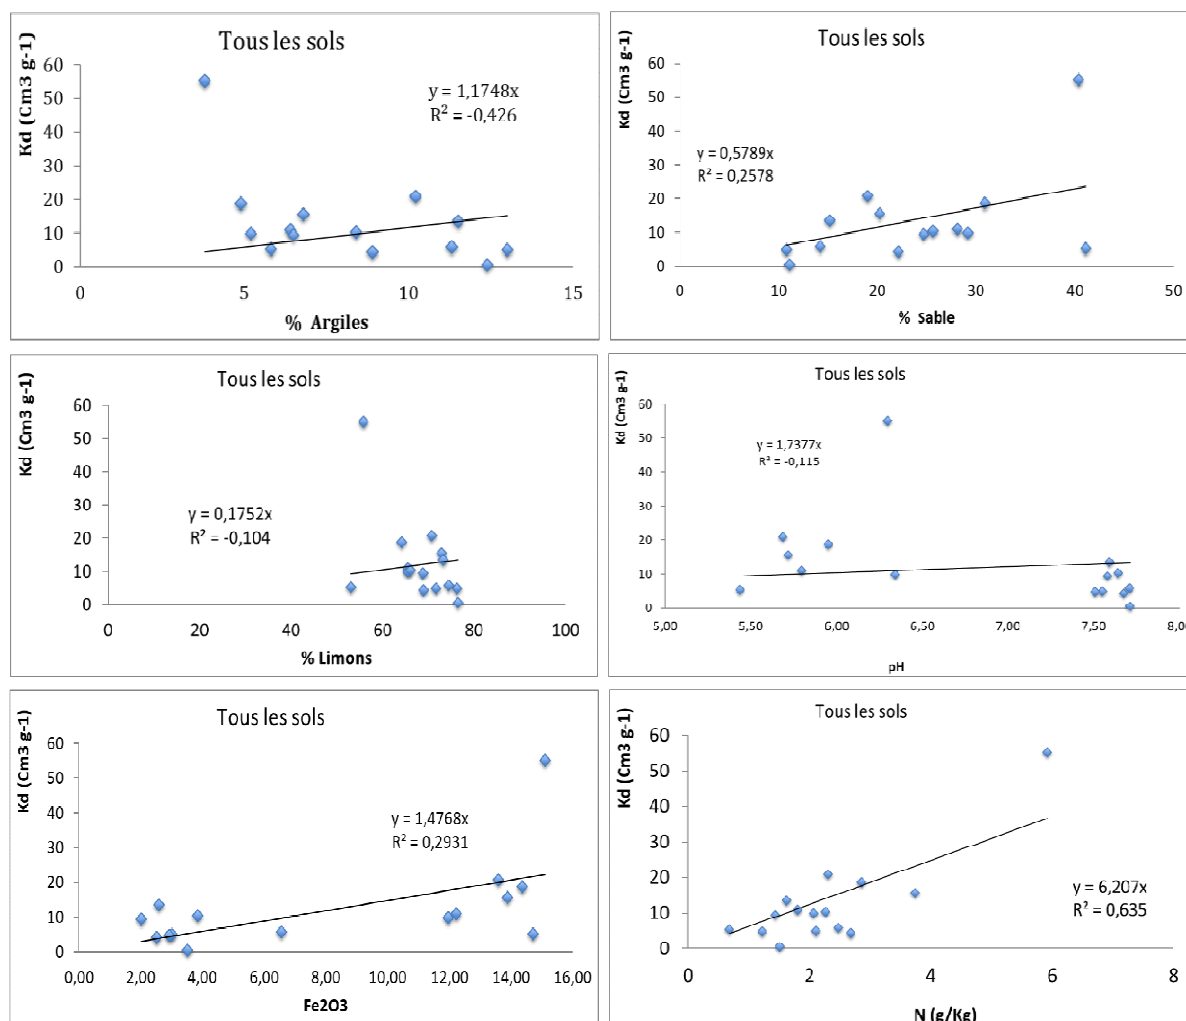 Tous les sols
Kd (Cm3 g-1)
60
50
40
30
20
10
0
y = 1,1748x
R² = -0,426
0 5 10 15
% Argiles
Tous les sols
Kd (Cm3 g-1)
60
50
40
30
20
10
0
y = 0,5789x
R² = 0,2578
0 10 20 30 40 50
% Sable
Tous les sols
Kd (Cm3 g-1)
60
50
40
30
20
10
0
y = 0,1752x
R² = -0,104
0 20 40 60 80 100
% Limons
Tous les sols
Kd (Cm3 g-1)
60
50
40
30
20
10
0
y = 1,7377x
R² = -0,115
5,00 5,50 6,00 6,50 7,00 7,50 8,00
pH
Tous les sols
Kd (Cm3 g-1)
60
50
40
30
20
10
0
y = 1,4768x
R² = 0,2931
0,00 2,00 4,00 6,00 8,00 10,00 12,00 14,00 16,00
Fe2O3
Tous les sols
Kd (Cm3 g-1)
60
50
40
30
20
10
0
y = 6,207x
R² = 0,635
0 2 4 6 8
N (g/Kg)